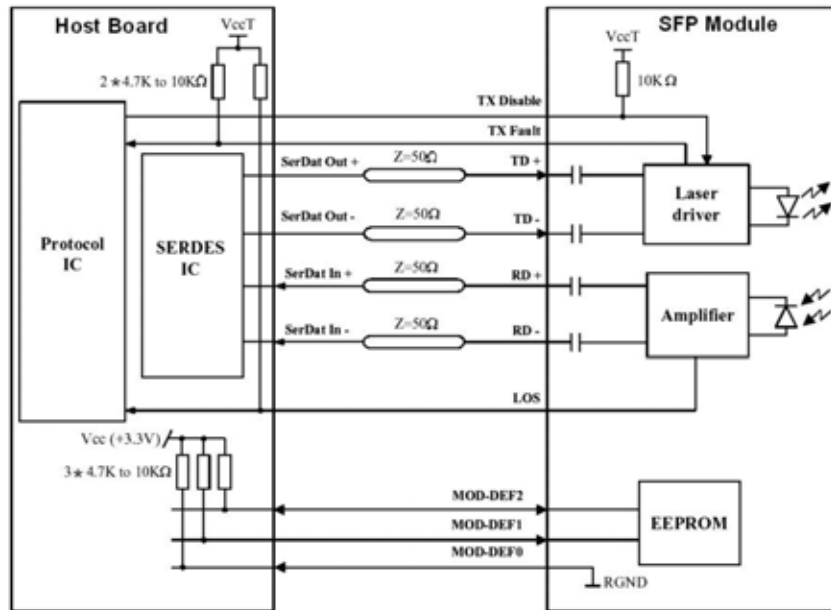 Host Board
SFP Module
VccT
VccT
2*4.7K to 10KΩ
10KΩ
TX Disable
TX Fault
SerDat Out +
Z=50Ω
TD +
Laser driver
SerDat Out -
Z=50Ω
TD -
Protocol IC
SERDES IC
SerDat In +
Z=50Ω
RD +
Amplifier
SerDat In -
Z=50Ω
RD -
LOS
Vcc (+3.3V)
3*4.7K to 10KΩ
MOD-DEF2
MOD-DEF1
EEPROM
MOD-DEF0
RGND